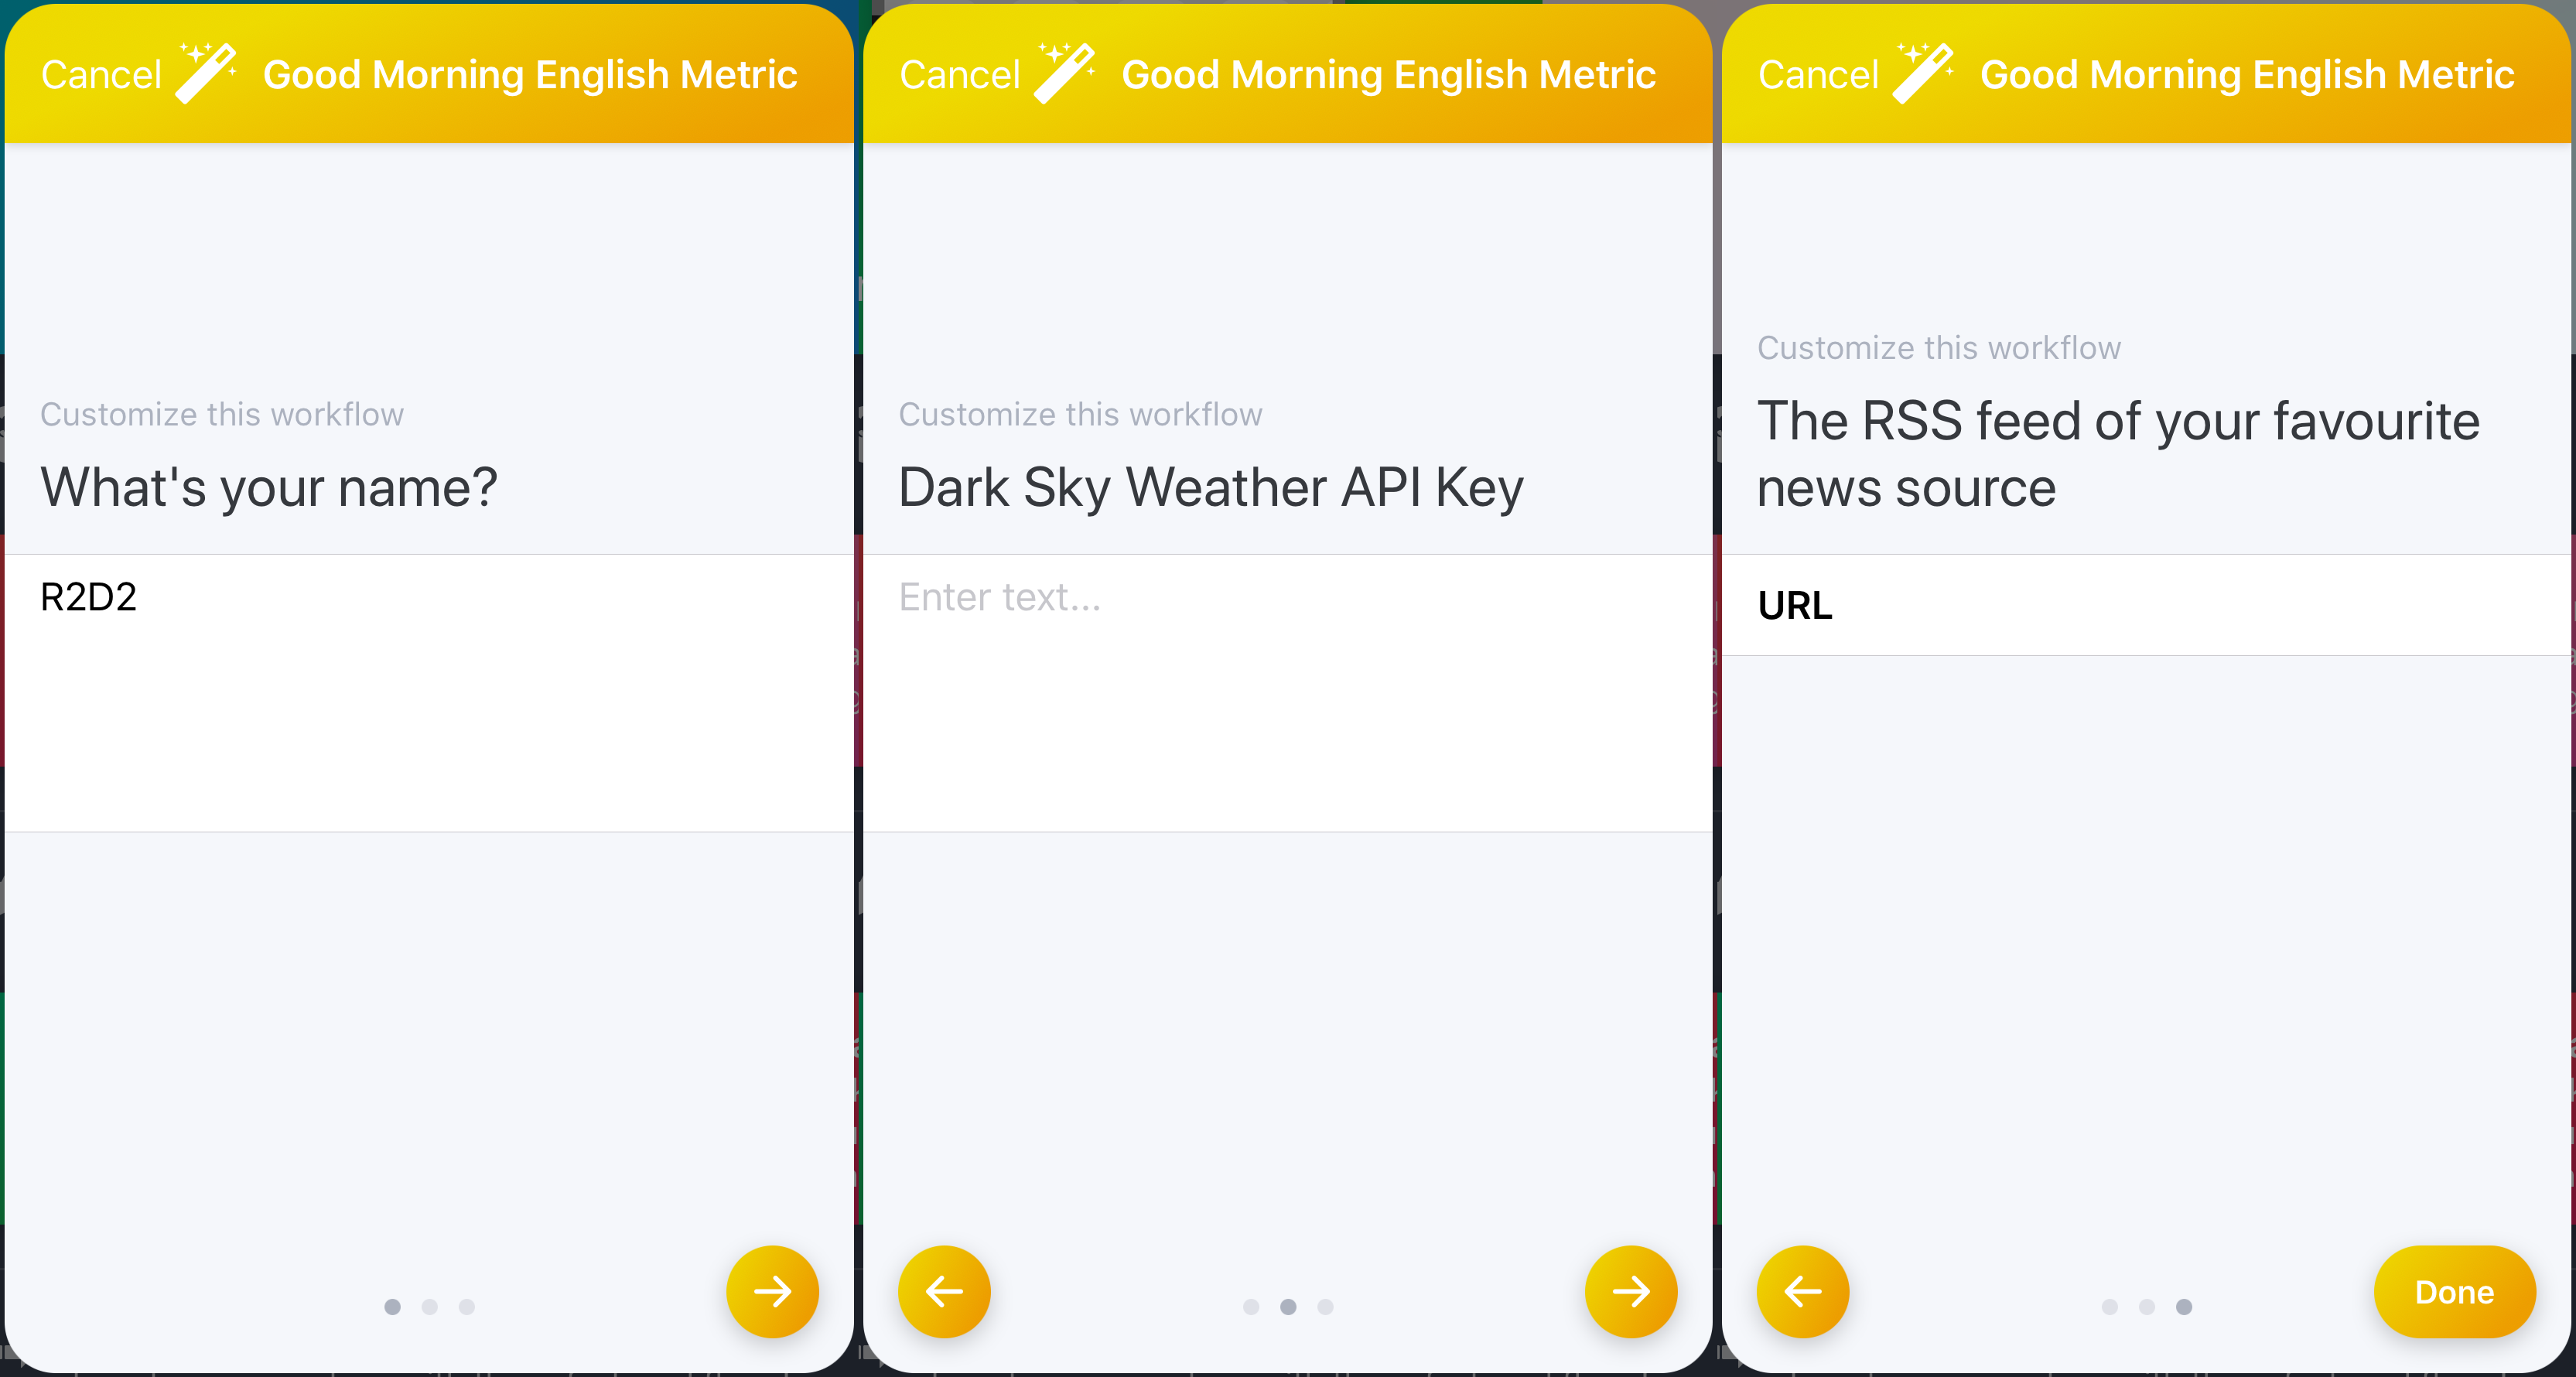 Cancel Good Morning English Metric
Customize this workflow
What's your name?
R2D2
Cancel Good Morning English Metric
Customize this workflow
Dark Sky Weather API Key
Enter text...
Cancel Good Morning English Metric
Customize this workflow
The RSS feed of your favourite
news source
URL
Done